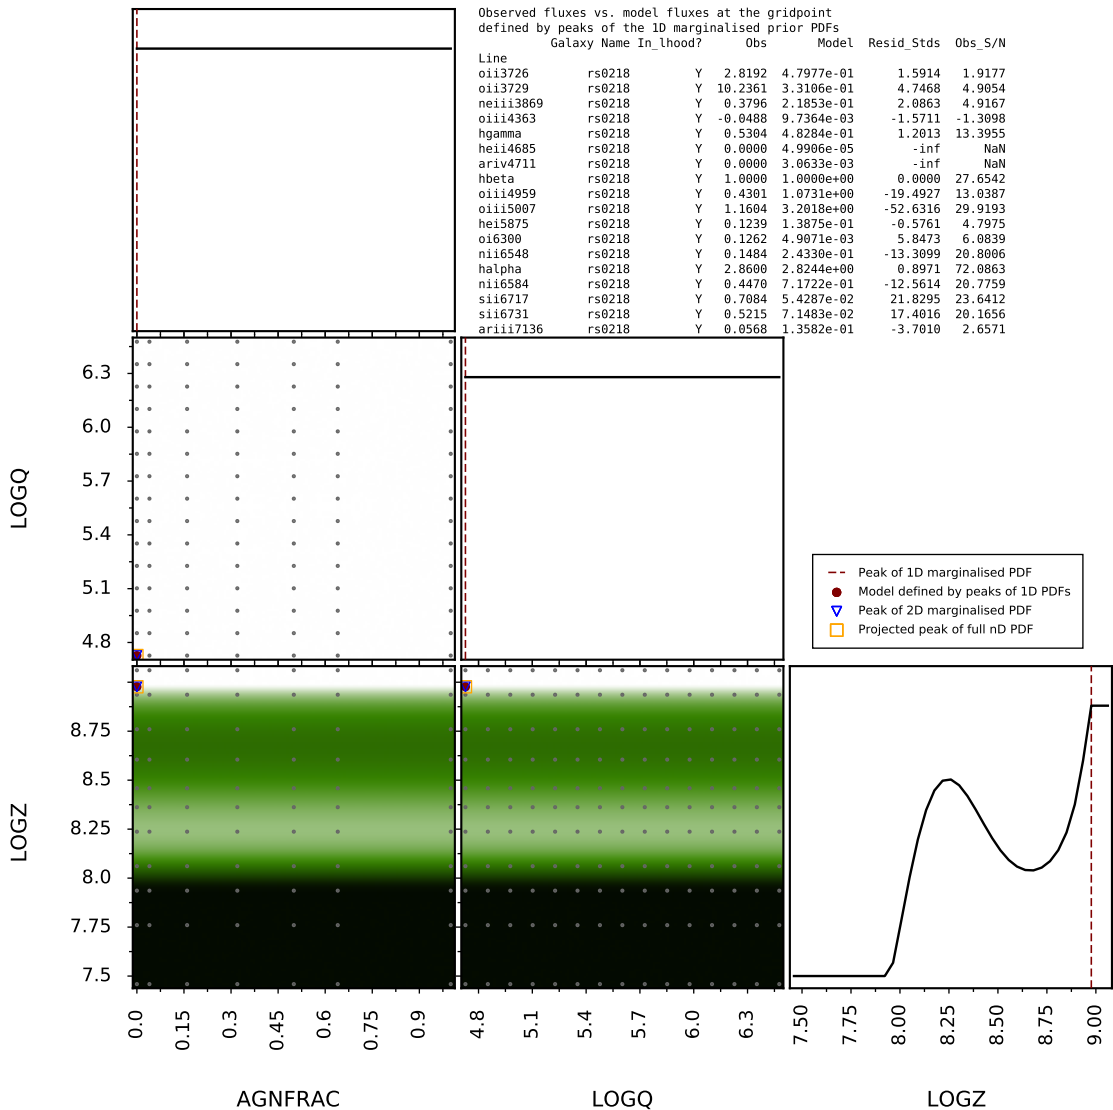 Observed fluxes vs. model fluxes at the gridpoint
defined by peaks of the 1D marginalised prior PDFs
Galaxy Name In_lhood? Obs Model Resid_Stds Obs_S/N
Line
oii3726 rs0218 Y 2.8192 4.7977e-01 1.5914 1.9177
oii3729 rs0218 Y 10.2361 3.3106e-01 4.7468 4.9054
neiii3869 rs0218 Y 0.3796 2.1853e-01 2.0863 4.9167
oiii4363 rs0218 Y -0.0488 9.7364e-03 -1.5711 -1.3098
hgamma rs0218 Y 0.5304 4.8284e-01 1.2013 13.3955
heii4685 rs0218 Y 0.0000 4.9906e-05 -inf NaN
ariv4711 rs0218 Y 0.0000 3.0633e-03 -inf NaN
hbeta rs0218 Y 1.0000 1.0000e+00 0.0000 27.6542
oiii4959 rs0218 Y 0.4301 1.0731e+00 -19.4927 13.0387
oiii5007 rs0218 Y 1.1604 3.2018e+00 -52.6316 29.9193
hei5875 rs0218 Y 0.1239 1.3875e-01 -0.5761 4.7975
oi6300 rs0218 Y 0.1262 4.9071e-03 5.8473 6.0839
nii6548 rs0218 Y 0.1484 2.4330e-01 -13.3099 20.8006
halpha rs0218 Y 2.8600 2.8244e+00 0.8971 72.0863
nii6584 rs0218 Y 0.4470 7.1722e-01 -12.5614 20.7759
sii6717 rs0218 Y 0.7084 5.4287e-02 21.8295 23.6412
sii6731 rs0218 Y 0.5215 7.1483e-02 17.4016 20.1656
ariii7136 rs0218 Y 0.0568 1.3582e-01 -3.7010 2.6571
6.3
6.0
5.7
5.4
5.1
4.8
LOGQ
Peak of 1D marginalised PDF
Model defined by peaks of 1D PDFs
Peak of 2D marginalised PDF
Projected peak of full nD PDF
8.75
8.5
8.25
8.0
7.75
7.5
LOGZ
0.0 0.15 0.3 0.45 0.6 0.75 0.9
4.8 5.1 5.4 5.7 6.0 6.3
7.50 7.75 8.00 8.25 8.50 8.75 9.00
AGNFRAC LOGQ LOGZ